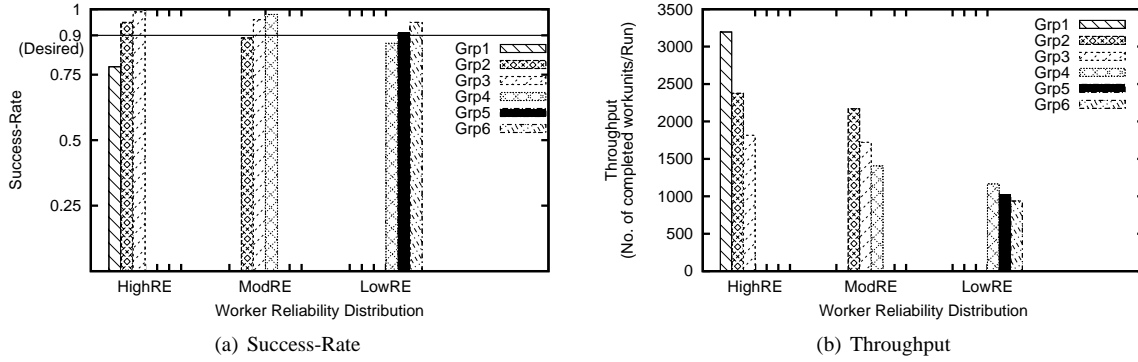 1
0.9
(Desired)
0.75
0.5
0.25
Success-Rate
Grp1
Grp2
Grp3
Grp4
Grp5
Grp6
HighRE ModRE LowRE
Worker Reliability Distribution
(a) Success-Rate
3500
3000
2500
2000
1500
1000
500
0
Throughput
(No. of completed workunits/Run)
Grp1
Grp2
Grp3
Grp4
Grp5
Grp6
HighRE ModRE LowRE
Worker Reliability Distribution
(b) Throughput